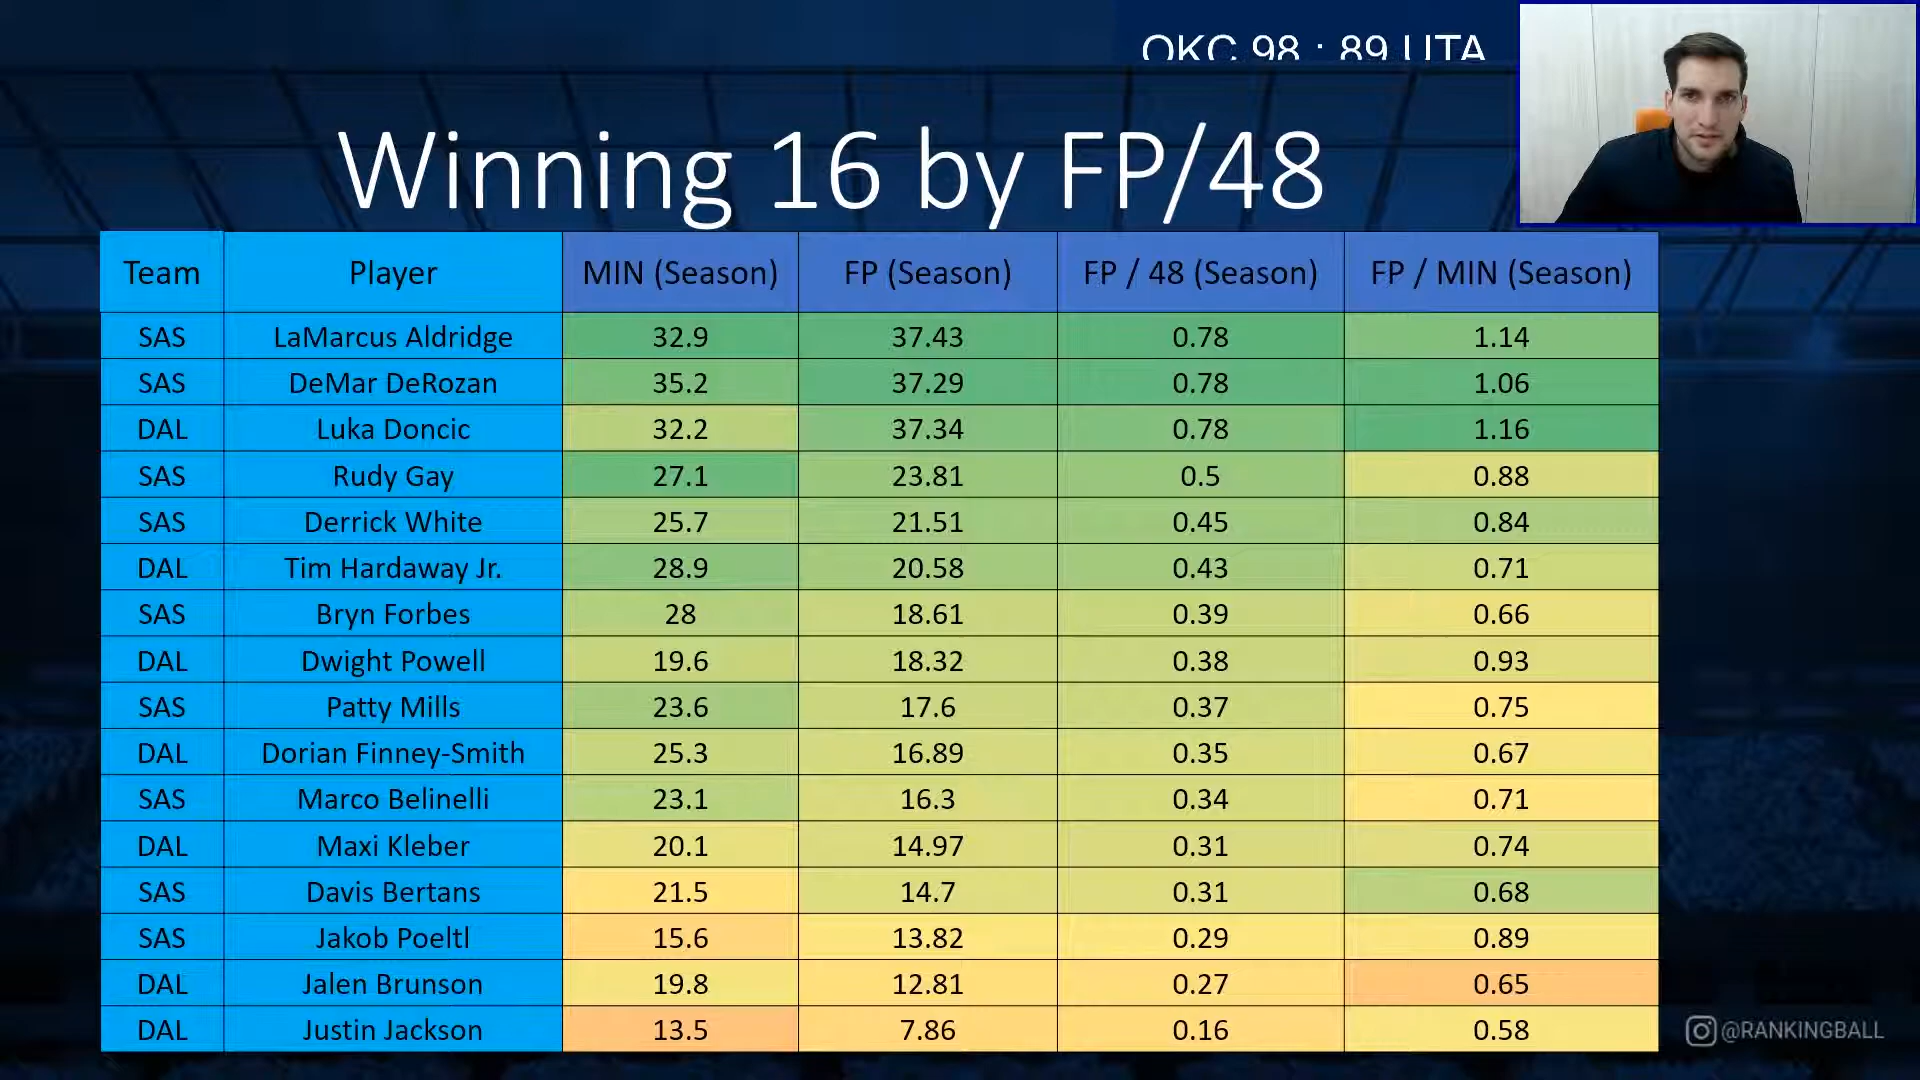 OKC 98 : 89 UTA
Winning 16 by FP/48
Team Player MIN (Season) FP (Season) FP / 48 (Season) FP / MIN (Season)
SAS LaMarcus Aldridge 32.9 37.43 0.78 1.14
SAS DeMar DeRozan 35.2 37.29 0.78 1.06
DAL Luka Doncic 32.2 37.34 0.78 1.16
SAS Rudy Gay 27.1 23.81 0.5 0.88
SAS Derrick White 25.7 21.51 0.45 0.84
DAL Tim Hardaway Jr. 28.9 20.58 0.43 0.71
SAS Bryn Forbes 28 18.61 0.39 0.66
DAL Dwight Powell 19.6 18.32 0.38 0.93
SAS Patty Mills 23.6 17.6 0.37 0.75
DAL Dorian Finney-Smith 25.3 16.89 0.35 0.67
SAS Marco Belinelli 23.1 16.3 0.34 0.71
DAL Maxi Kleber 20.1 14.97 0.31 0.74
SAS Davis Bertans 21.5 14.7 0.31 0.68
SAS Jakob Poeltl 15.6 13.82 0.29 0.89
DAL Jalen Brunson 19.8 12.81 0.27 0.65
DAL Justin Jackson 13.5 7.86 0.16 0.58
@RANKINGBALL